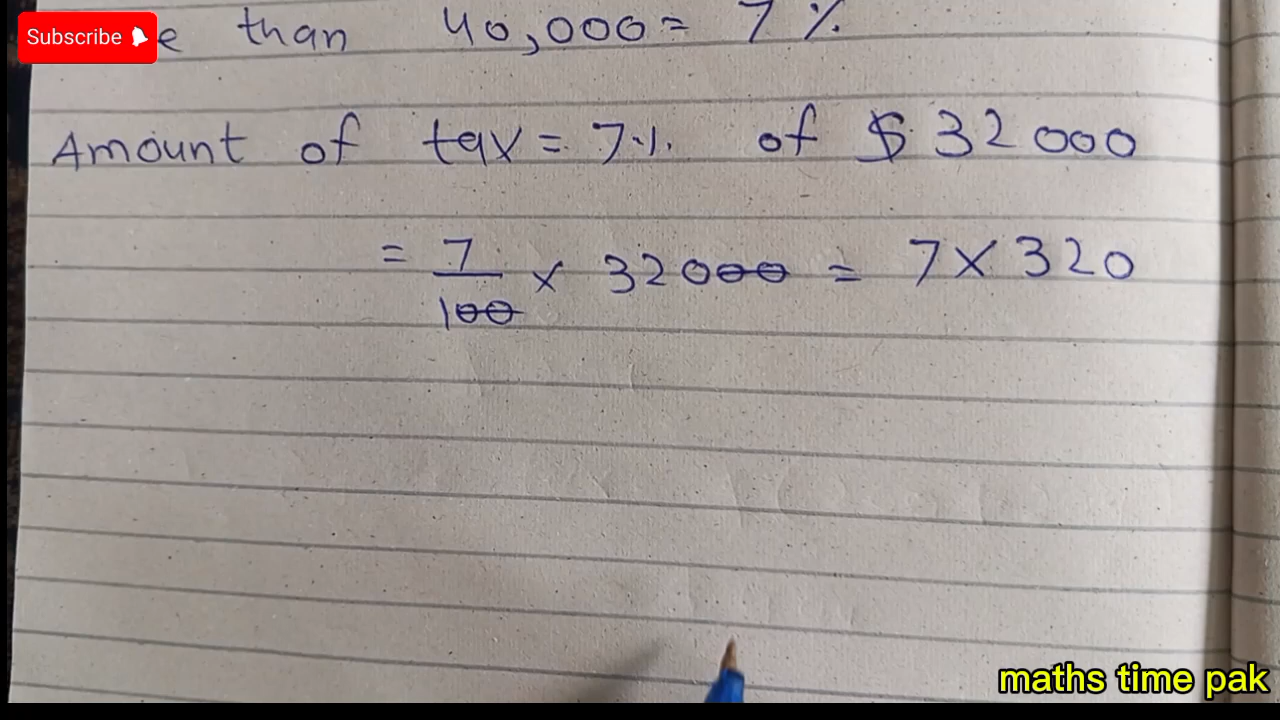 Subscribe
e than 40,000 = 7 %
Amount of tax = 7% of $ 32000
= 7/100 × 32000 = 7 × 320
maths time pak